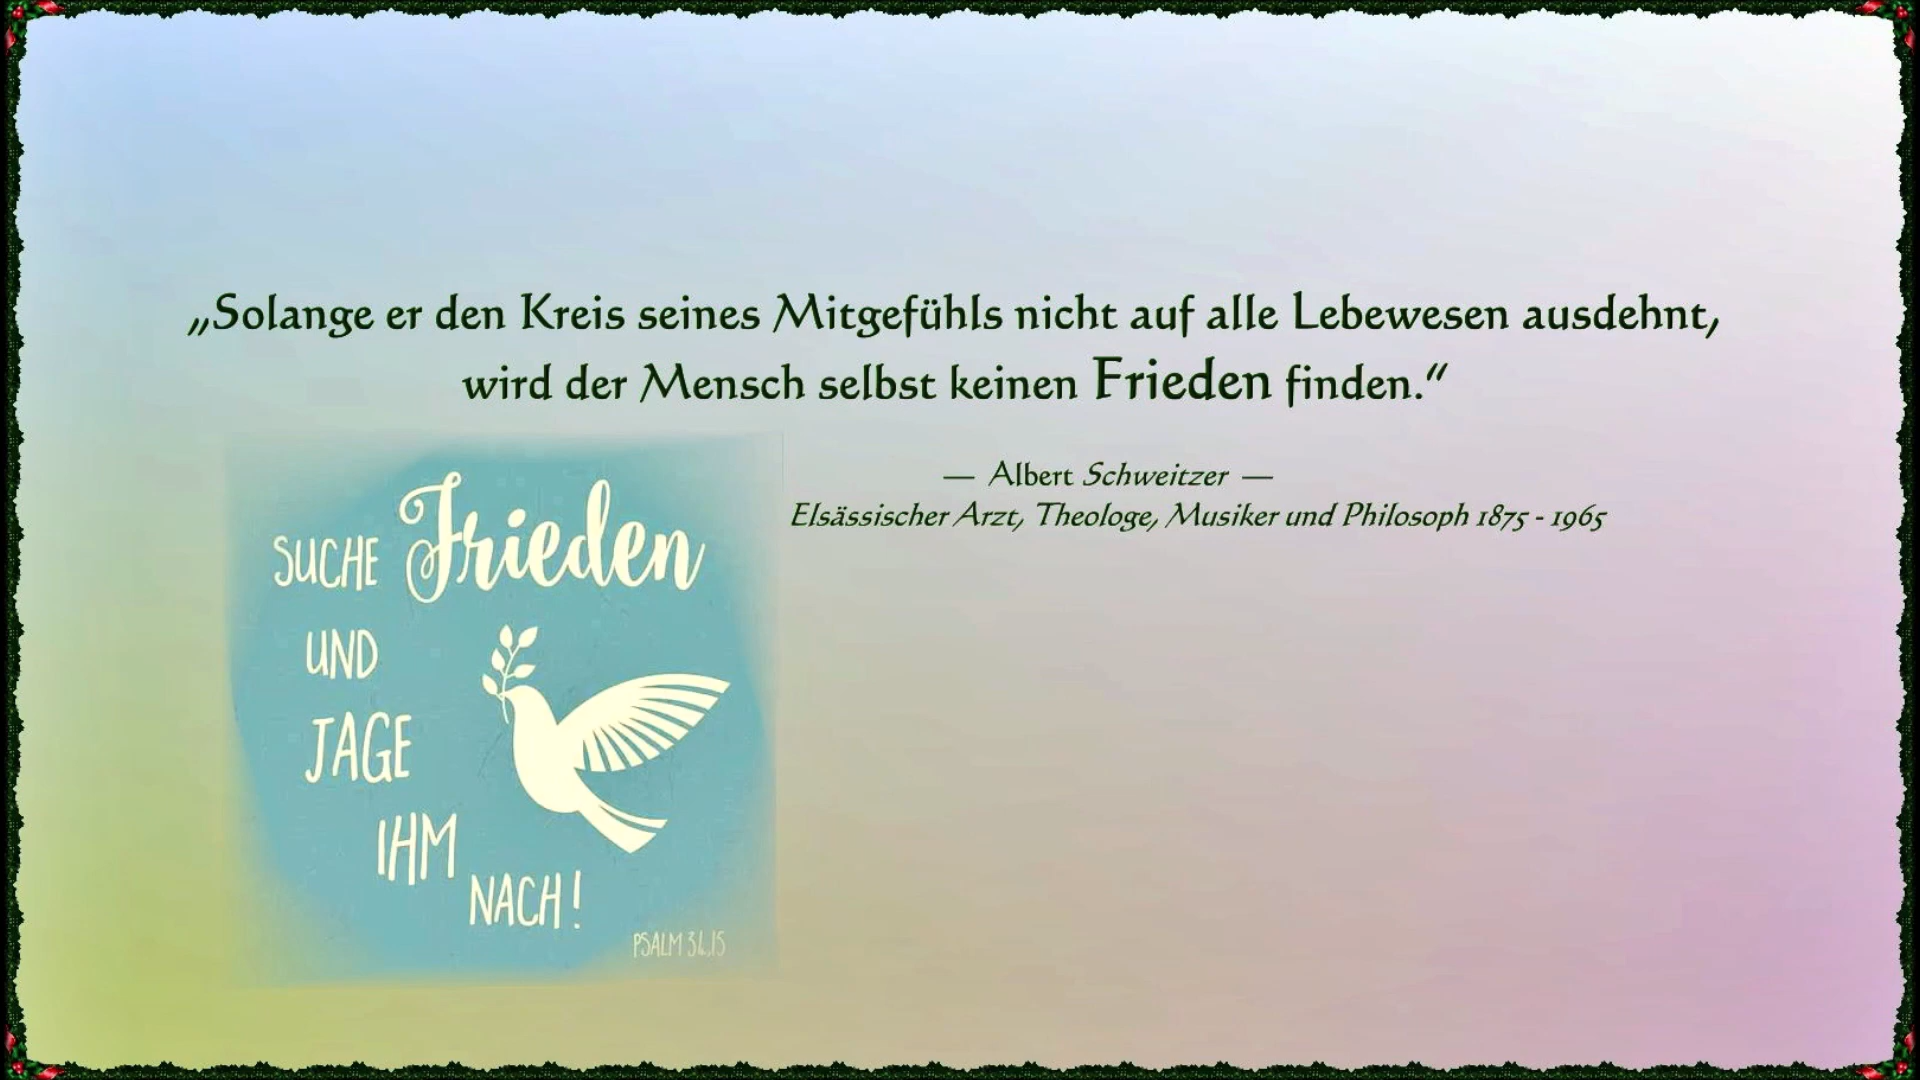 „Solange er den Kreis seines Mitgefühls nicht auf alle Lebewesen ausdehnt,
wird der Mensch selbst keinen Frieden finden.“
— Albert Schweitzer —
Elsässischer Arzt, Theologe, Musiker und Philosoph 1875 - 1965
SUCHE Frieden
UND
JAGE
IHM
NACH!
PSALM 34,15